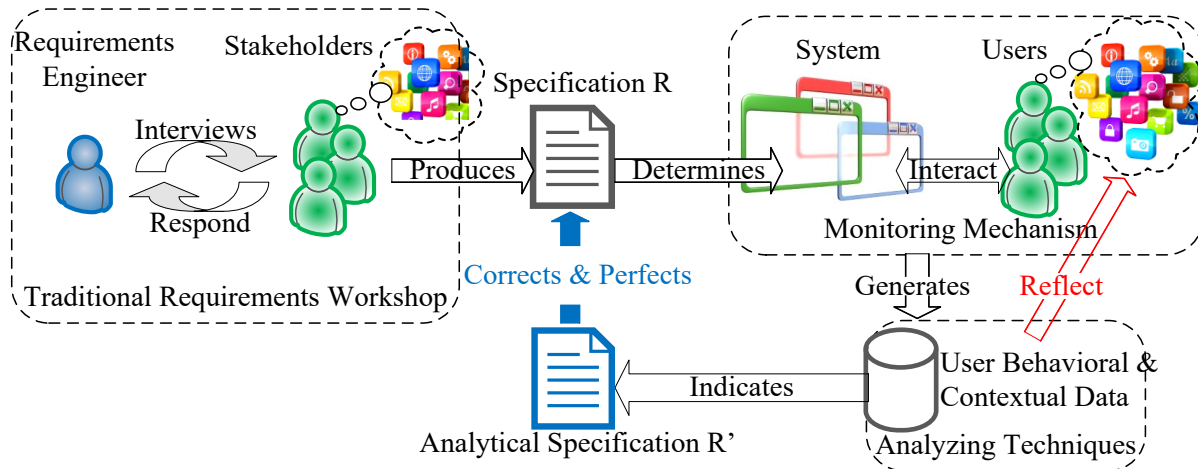 Requirements
Engineer
Stakeholders
Interviews
Respond
Traditional Requirements Workshop
Produces
Specification R
Determines
System
Users
Interact
Monitoring Mechanism
Corrects & Perfects
Generates
Reflect
User Behavioral &
Contextual Data
Analyzing Techniques
Indicates
Analytical Specification R’